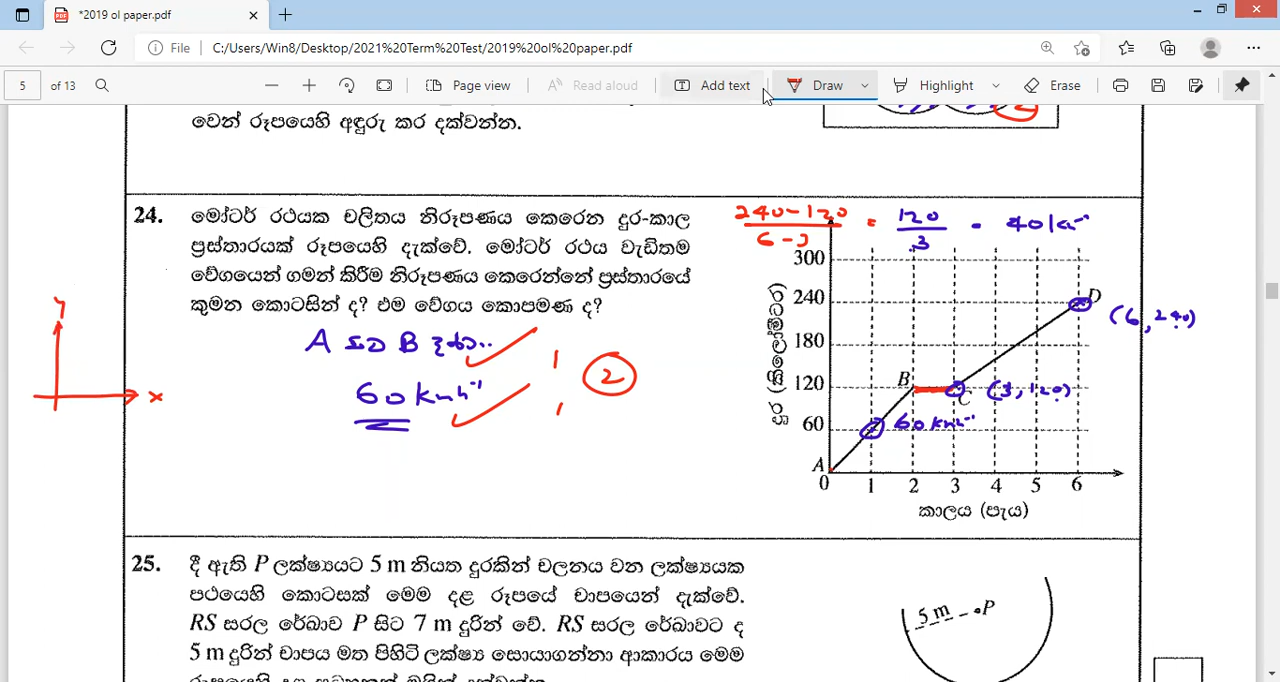 *2019 ol paper.pdf
File C:/Users/Win8/Desktop/2021%20Term%20Test/2019%20ol%20paper.pdf
5 of 13 Page view Read aloud Add text Draw Highlight Erase
වෙන් රූපයෙහි අඳුරු කර දක්වන්න.
24. මෝටර් රථයක චලිතය නිරූපණය කෙරෙන දුර-කාල
ප්‍රස්තාරයක් රූපයෙහි දැක්වේ. මෝටර් රථය වැඩිතම
වේගයෙන් ගමන් කිරීම නිරූපණය කෙරෙන්නේ ප්‍රස්තාරයේ
කුමන කොටසින් ද? එම වේගය කොපමණ ද?
A සිට B දක්වා..
60 kmh⁻¹
1
1
2
y
x
240-120 = 120
6-3 3
300
240
180
120
60
0
1 2 3 4 5 6
දුර (කිලෝමීටර)
කාලය (පැය)
A
B
C
D
(6,240)
(3,120)
60 kmh⁻¹
25. දී ඇති P ලක්ෂ්‍යයට 5 m නියත දුරකින් චලනය වන ලක්ෂ්‍යයක
පථයෙහි කොටසක් මෙම දළ රූපයේ චාපයෙන් දැක්වේ.
RS සරල රේඛාව P සිට 7 m දුරින් වේ. RS සරල රේඛාවට ද
5 m දුරින් චාපය මත පිහිටි ලක්ෂ්‍ය සොයාගන්නා ආකාරය මෙම
5 m
P